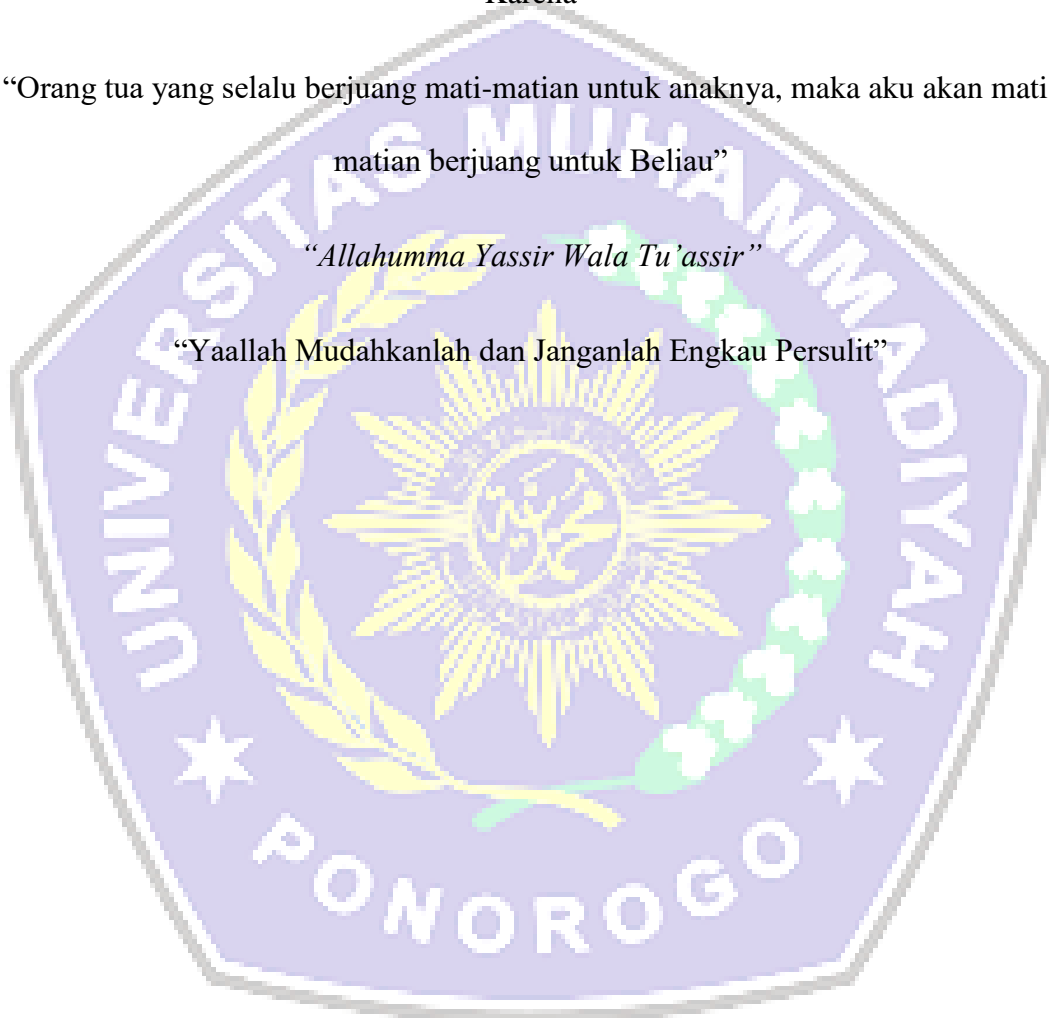 Karena
“Orang tua yang selalu berjuang mati-matian untuk anaknya, maka aku akan mati
matian berjuang untuk Beliau”
“Allahumma Yassir Wala Tu’assir”
“Yaallah Mudahkanlah dan Janganlah Engkau Persulit”
UNIVERSITAS MUHAMMADIYAH
PONOROGO